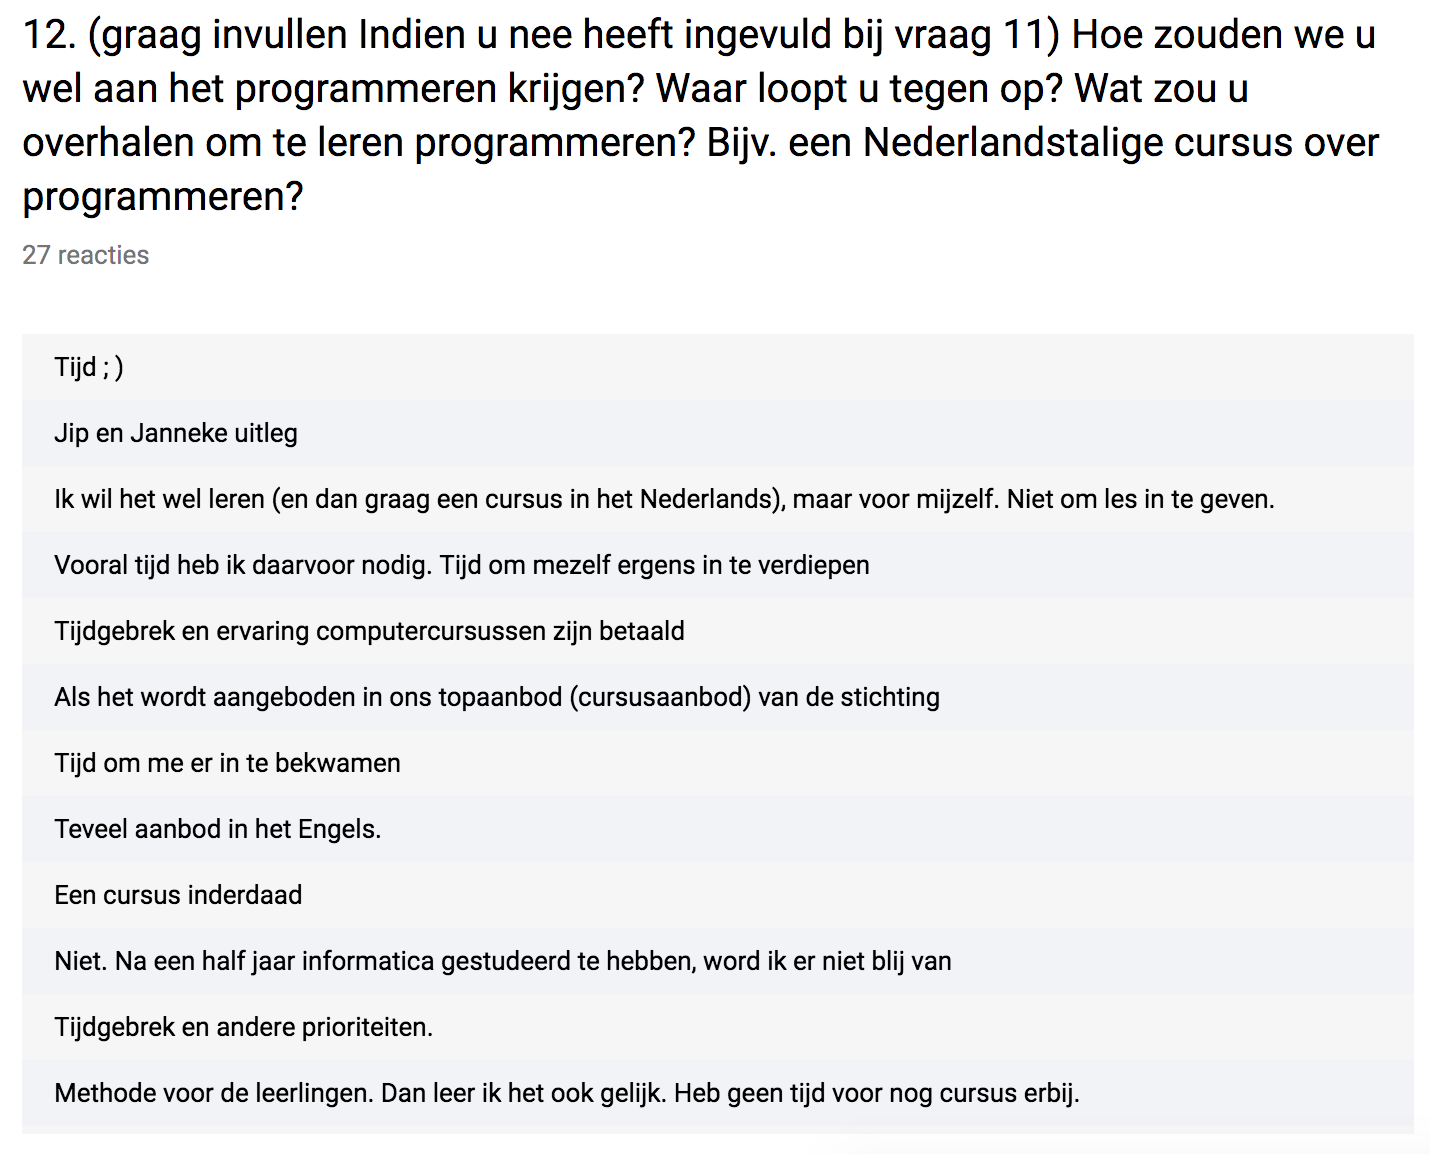 12. (graag invullen Indien u nee heeft ingevuld bij vraag 11) Hoe zouden we u
wel aan het programmeren krijgen? Waar loopt u tegen op? Wat zou u
overhalen om te leren programmeren? Bijv. een Nederlandstalige cursus over
programmeren?
27 reacties
Tijd ; )
Jip en Janneke uitleg
Ik wil het wel leren (en dan graag een cursus in het Nederlands), maar voor mijzelf. Niet om les in te geven.
Vooral tijd heb ik daarvoor nodig. Tijd om mezelf ergens in te verdiepen
Tijdgebrek en ervaring computercursussen zijn betaald
Als het wordt aangeboden in ons topaanbod (cursusaanbod) van de stichting
Tijd om me er in te bekwamen
Teveel aanbod in het Engels.
Een cursus inderdaad
Niet. Na een half jaar informatica gestudeerd te hebben, word ik er niet blij van
Tijdgebrek en andere prioriteiten.
Methode voor de leerlingen. Dan leer ik het ook gelijk. Heb geen tijd voor nog cursus erbij.